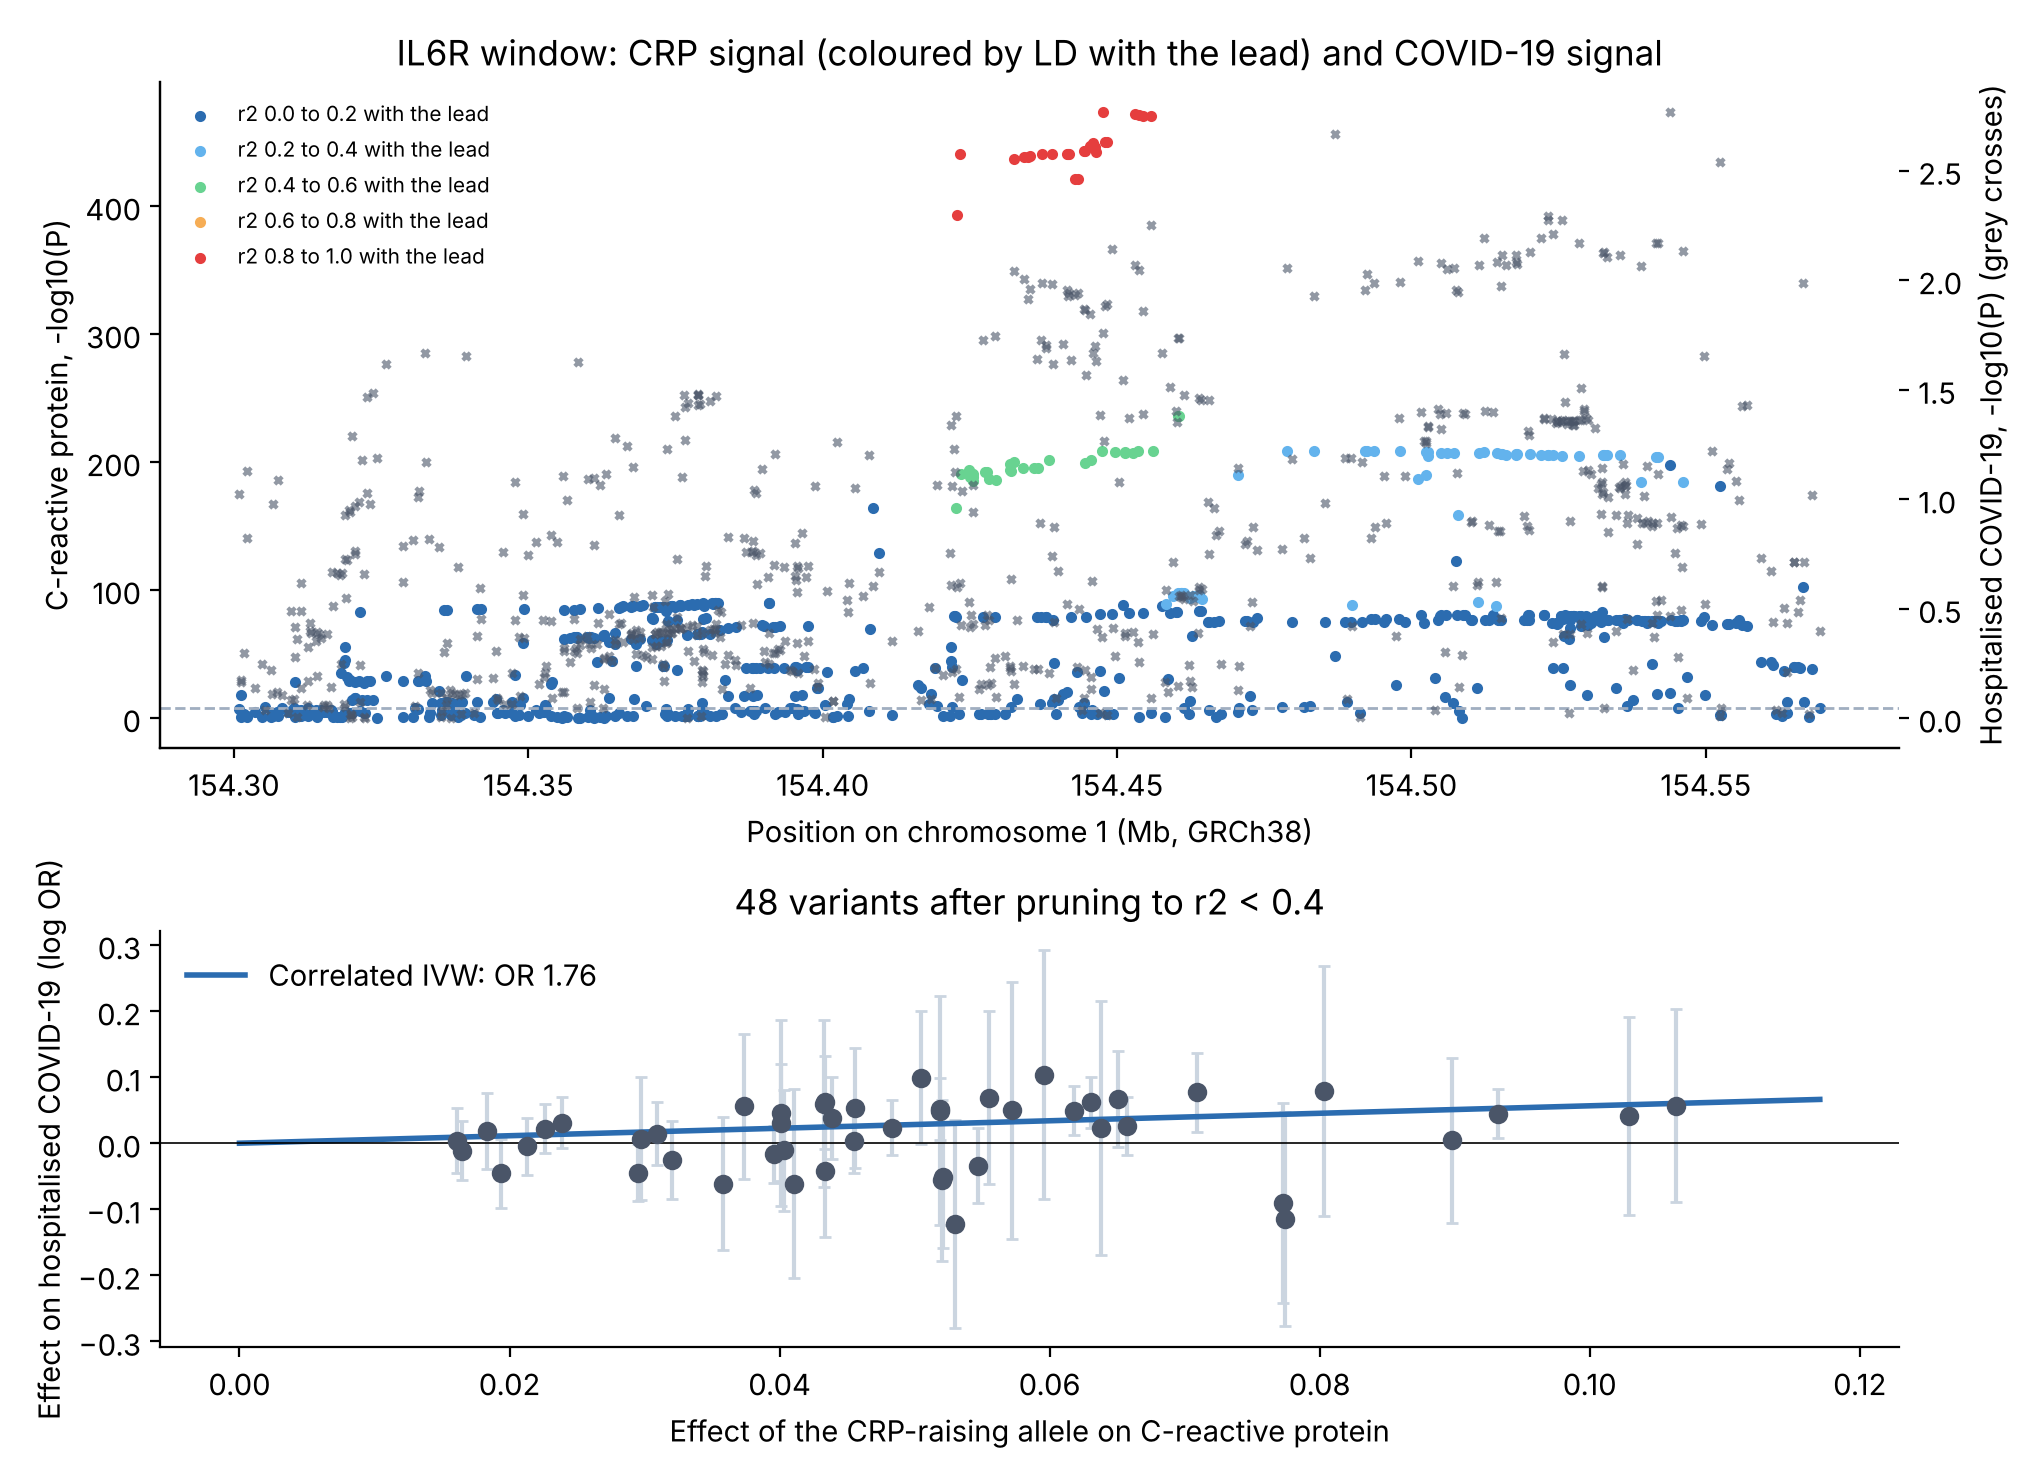 IL6R window: CRP signal (coloured by LD with the lead) and COVID-19 signal
r2 0.0 to 0.2 with the lead
r2 0.2 to 0.4 with the lead
r2 0.4 to 0.6 with the lead
r2 0.6 to 0.8 with the lead
r2 0.8 to 1.0 with the lead
C-reactive protein, -log10(P)
400
300
200
100
0
Hospitalised COVID-19, -log10(P) (grey crosses)
2.5
2.0
1.5
1.0
0.5
0.0
154.30 154.35 154.40 154.45 154.50 154.55
Position on chromosome 1 (Mb, GRCh38)
48 variants after pruning to r2 < 0.4
Correlated IVW: OR 1.76
Effect on hospitalised COVID-19 (log OR)
0.3
0.2
0.1
0.0
−0.1
−0.2
−0.3
0.00 0.02 0.04 0.06 0.08 0.10 0.12
Effect of the CRP-raising allele on C-reactive protein